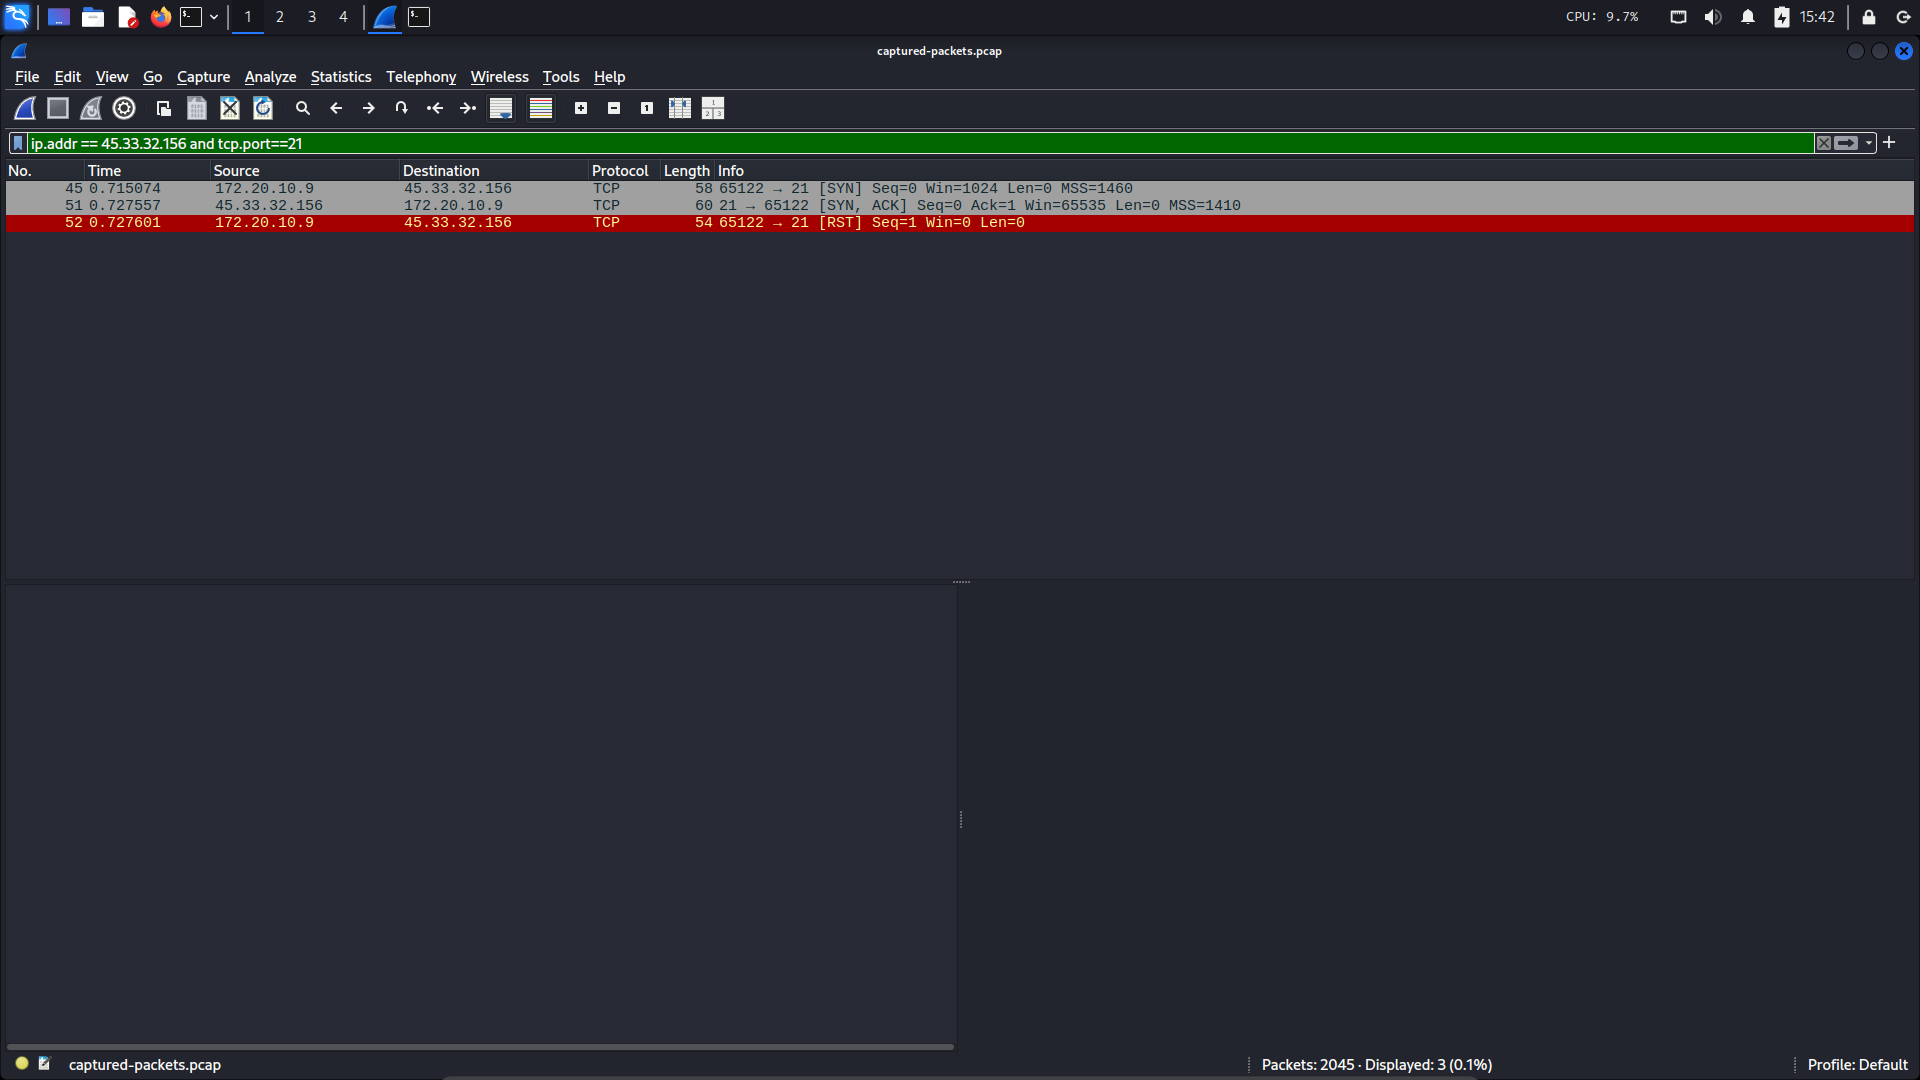 1 2 3 4 CPU: 9.7% 15:42
captured-packets.pcap
File Edit View Go Capture Analyze Statistics Telephony Wireless Tools Help
ip.addr == 45.33.32.156 and tcp.port==21
No. Time Source Destination Protocol Length Info
45 0.715074 172.20.10.9 45.33.32.156 TCP 58 65122 → 21 [SYN] Seq=0 Win=1024 Len=0 MSS=1460
51 0.727557 45.33.32.156 172.20.10.9 TCP 60 21 → 65122 [SYN, ACK] Seq=0 Ack=1 Win=65535 Len=0 MSS=1410
52 0.727601 172.20.10.9 45.33.32.156 TCP 54 65122 → 21 [RST] Seq=1 Win=0 Len=0
captured-packets.pcap Packets: 2045 · Displayed: 3 (0.1%) Profile: Default